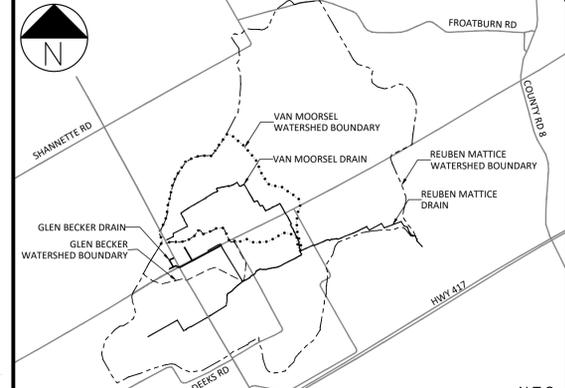 N
FROATBURN RD
COUNTY RD 8
SHANNETTE RD
VAN MOORSEL
WATERSHED BOUNDARY
VAN MOORSEL DRAIN
REUBEN MATTICE
WATERSHED BOUNDARY
REUBEN MATTICE
DRAIN
GLEN BECKER DRAIN
GLEN BECKER
WATERSHED BOUNDARY
HWY 417
DEEKS RD